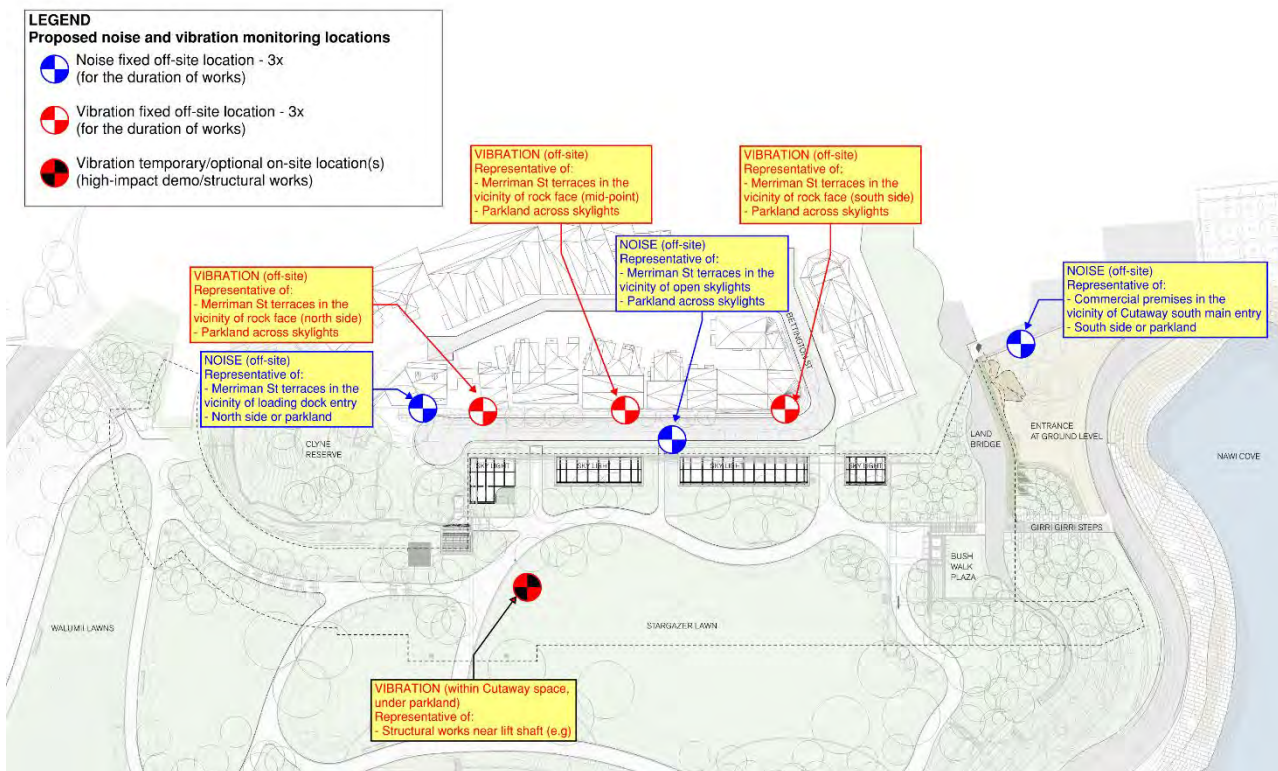 LEGEND
Proposed noise and vibration monitoring locations
Noise fixed off-site location - 3x
(for the duration of works)
Vibration fixed off-site location - 3x
(for the duration of works)
Vibration temporary/optional on-site location(s)
(high-impact demo/structural works)
VIBRATION (off-site)
Representative of:
- Merriman St terraces in the
vicinity of rock face (mid-point)
- Parkland across skylights
VIBRATION (off-site)
Representative of:
- Merriman St terraces in the
vicinity of rock face (south side)
- Parkland across skylights
NOISE (off-site)
Representative of:
- Merriman St terraces in the
vicinity of open skylights
- Parkland across skylights
VIBRATION (off-site)
Representative of:
- Merriman St terraces in the
vicinity of rock face (north side)
- Parkland across skylights
NOISE (off-site)
Representative of:
- Commercial premises in the
vicinity of Cutaway south main entry
- South side or parkland
NOISE (off-site)
Representative of:
- Merriman St terraces in the
vicinity of loading dock entry
- North side or parkland
BETTINGTON ST
CLYNE
RESERVE
LAND
BRIDGE
ENTRANCE
AT GROUND LEVEL
NAWI COVE
SKYLIGHT
SKYLIGHT
SKYLIGHT
SKYLIGHT
GIRRI GIRRI STEPS
BUSH
WALK
PLAZA
WALUMIL LAWNS
STARGAZER LAWN
VIBRATION (within Cutaway space,
under parkland)
Representative of:
- Structural works near lift shaft (e.g)